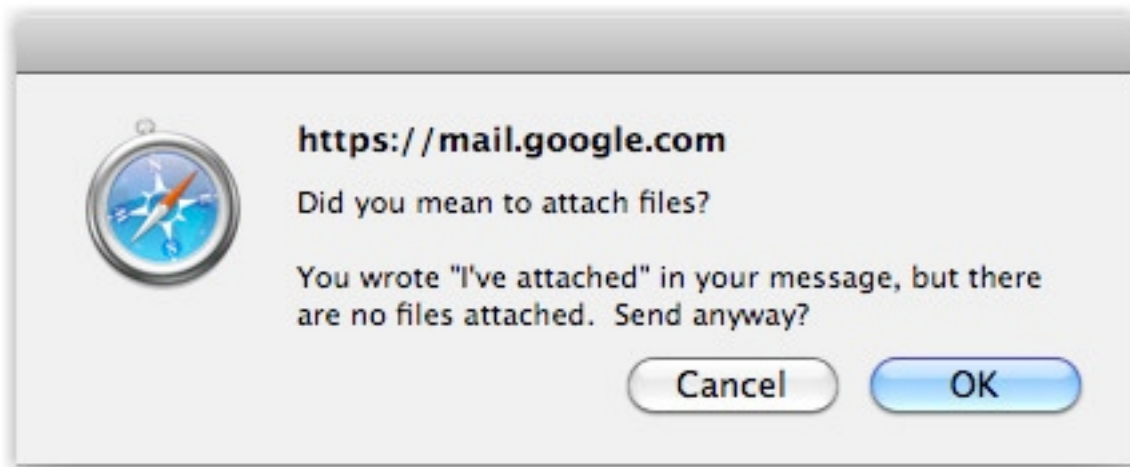 https://mail.google.com
Did you mean to attach files?
You wrote "I've attached" in your message, but there
are no files attached.  Send anyway?
Cancel OK